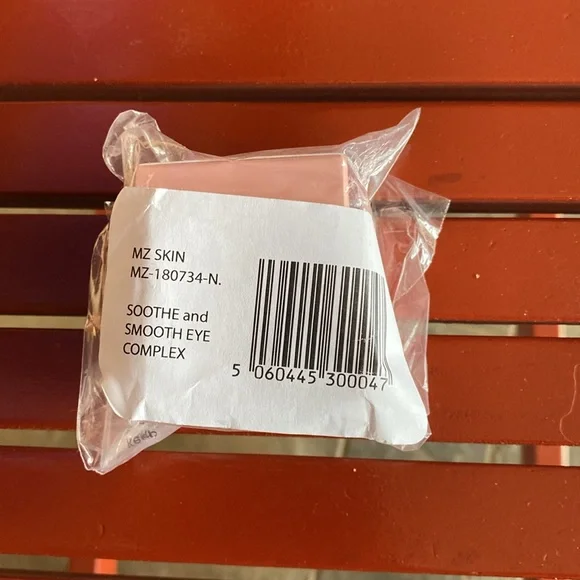 MZ SKIN
MZ-180734-N.
SOOTHE and
SMOOTH EYE
COMPLEX
5 060445 300047